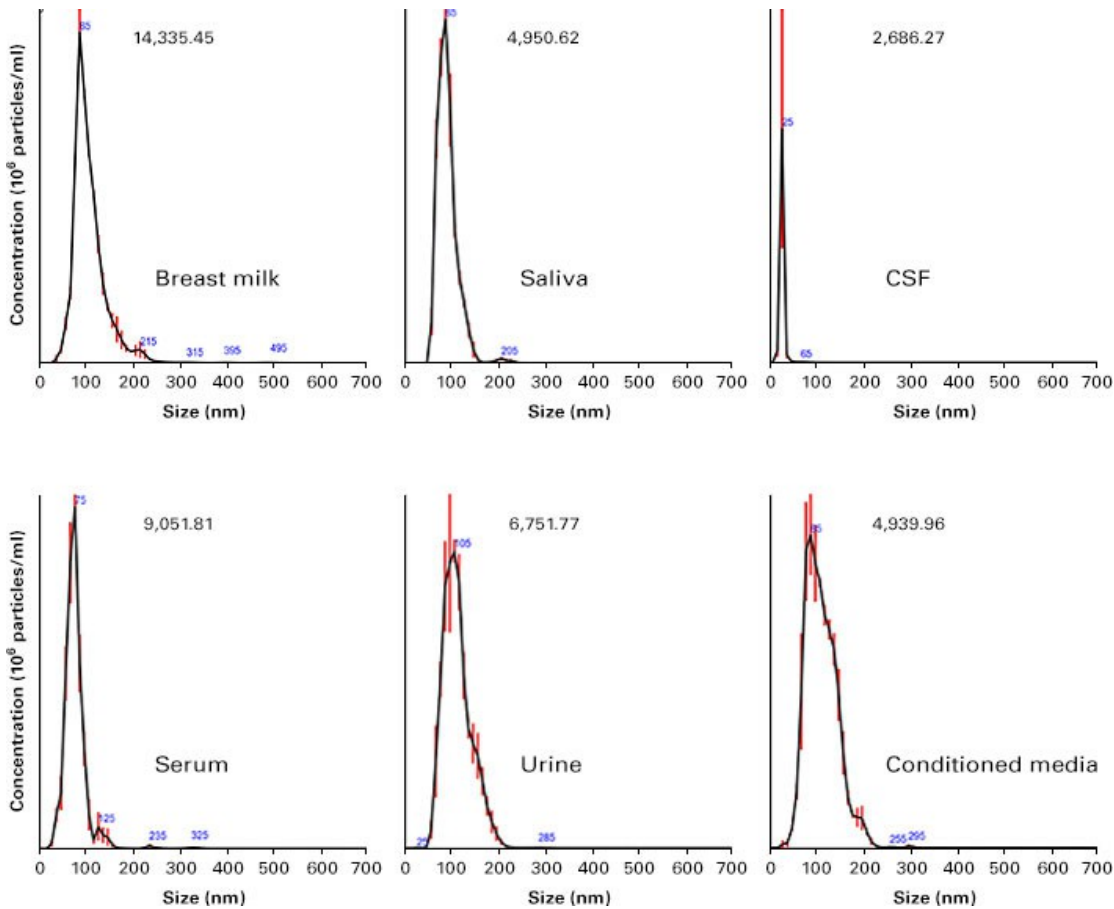 Concentration (10⁶ particles/ml)
85
14,335.45
Breast milk
215
315
395
495
0 100 200 300 400 500 600 700
Size (nm)
85
4,950.62
Saliva
205
0 100 200 300 400 500 600 700
Size (nm)
2,686.27
25
CSF
65
0 100 200 300 400 500 600 700
Size (nm)
Concentration (10⁶ particles/ml)
75
9,051.81
Serum
125
235
325
0 100 200 300 400 500 600 700
Size (nm)
6,751.77
105
Urine
25
285
0 100 200 300 400 500 600 700
Size (nm)
4,939.96
85
Conditioned media
255
295
0 100 200 300 400 500 600 700
Size (nm)